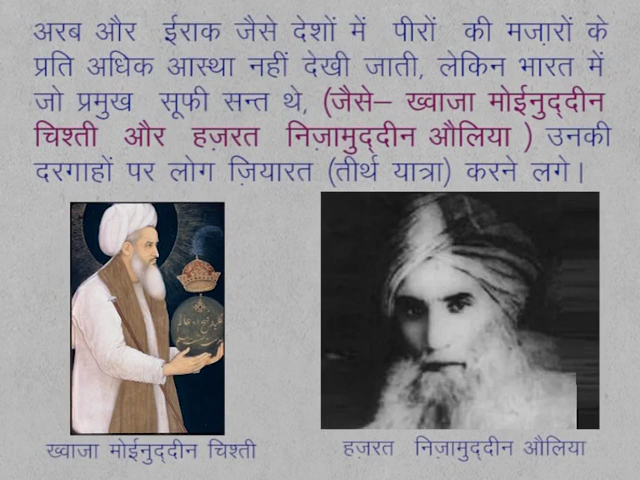 अरब और ईराक जैसे देशों में पीरों की मजा़रों के
प्रति अधिक आस्था नहीं देखी जाती, लेकिन भारत में
जो प्रमुख सूफी सन्त थे, (जैसे– ख्वाजा मोईनुद्दीन
चिश्ती और हज़रत निज़ामुद्दीन औलिया ) उनकी
दरगाहों पर लोग ज़ियारत (तीर्थ यात्रा) करने लगे।
ख्वाजा मोईनुद्दीन चिश्ती
हज़रत निज़ामुद्दीन औलिया